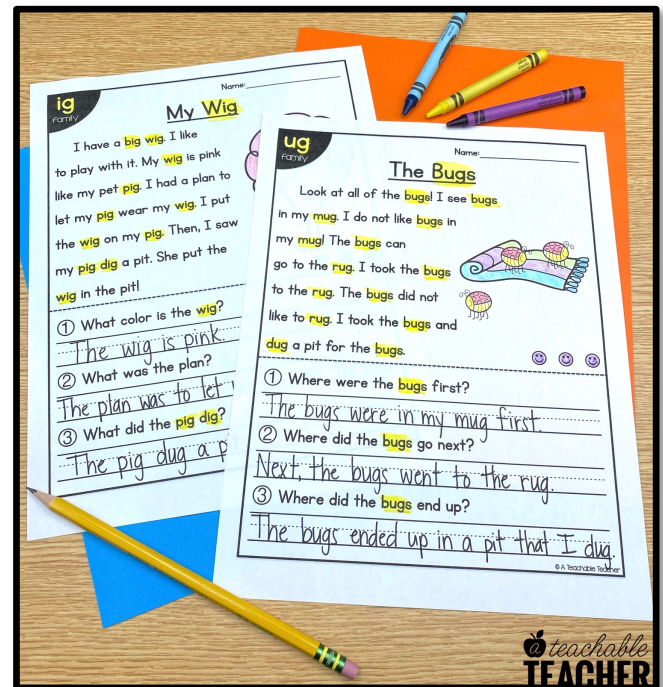 ig
family
Name:
My Wig
I have a big wig. I like
to play with it. My wig is pink
like my pet pig. I had a plan to
let my pig wear my wig. I put
the wig on my pig. Then, I saw
my pig dig a pit. She put the
wig in the pit!
1 What color is the wig?
The wig is pink.
2 What was the plan?
The plan was to let
3 What did the pig dig?
The pig dug a p
ug
family
Name:
The Bugs
Look at all of the bugs! I see bugs
in my mug. I do not like bugs in
my mug! The bugs can
go to the rug. I took the bugs
to the rug. The bugs did not
like to rug. I took the bugs and
dug a pit for the bugs.
1 Where were the bugs first?
The bugs were in my mug first.
2 Where did the bugs go next?
Next, the bugs went to the rug.
3 Where did the bugs end up?
The bugs ended up in a pit that I dug.
© A Teachable Teacher
a teachable
TEACHER